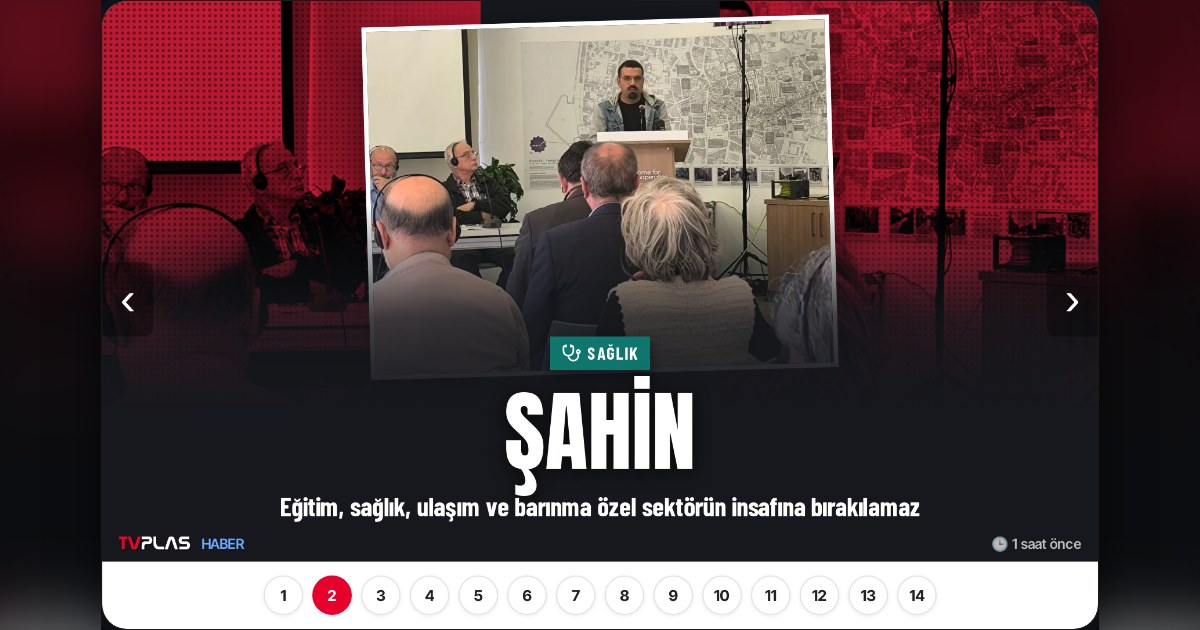 SAĞLIK
ŞAHİN
Eğitim, sağlık, ulaşım ve barınma özel sektörün insafına bırakılamaz
TVPLAS HABER
1 saat önce
1 2 3 4 5 6 7 8 9 10 11 12 13 14